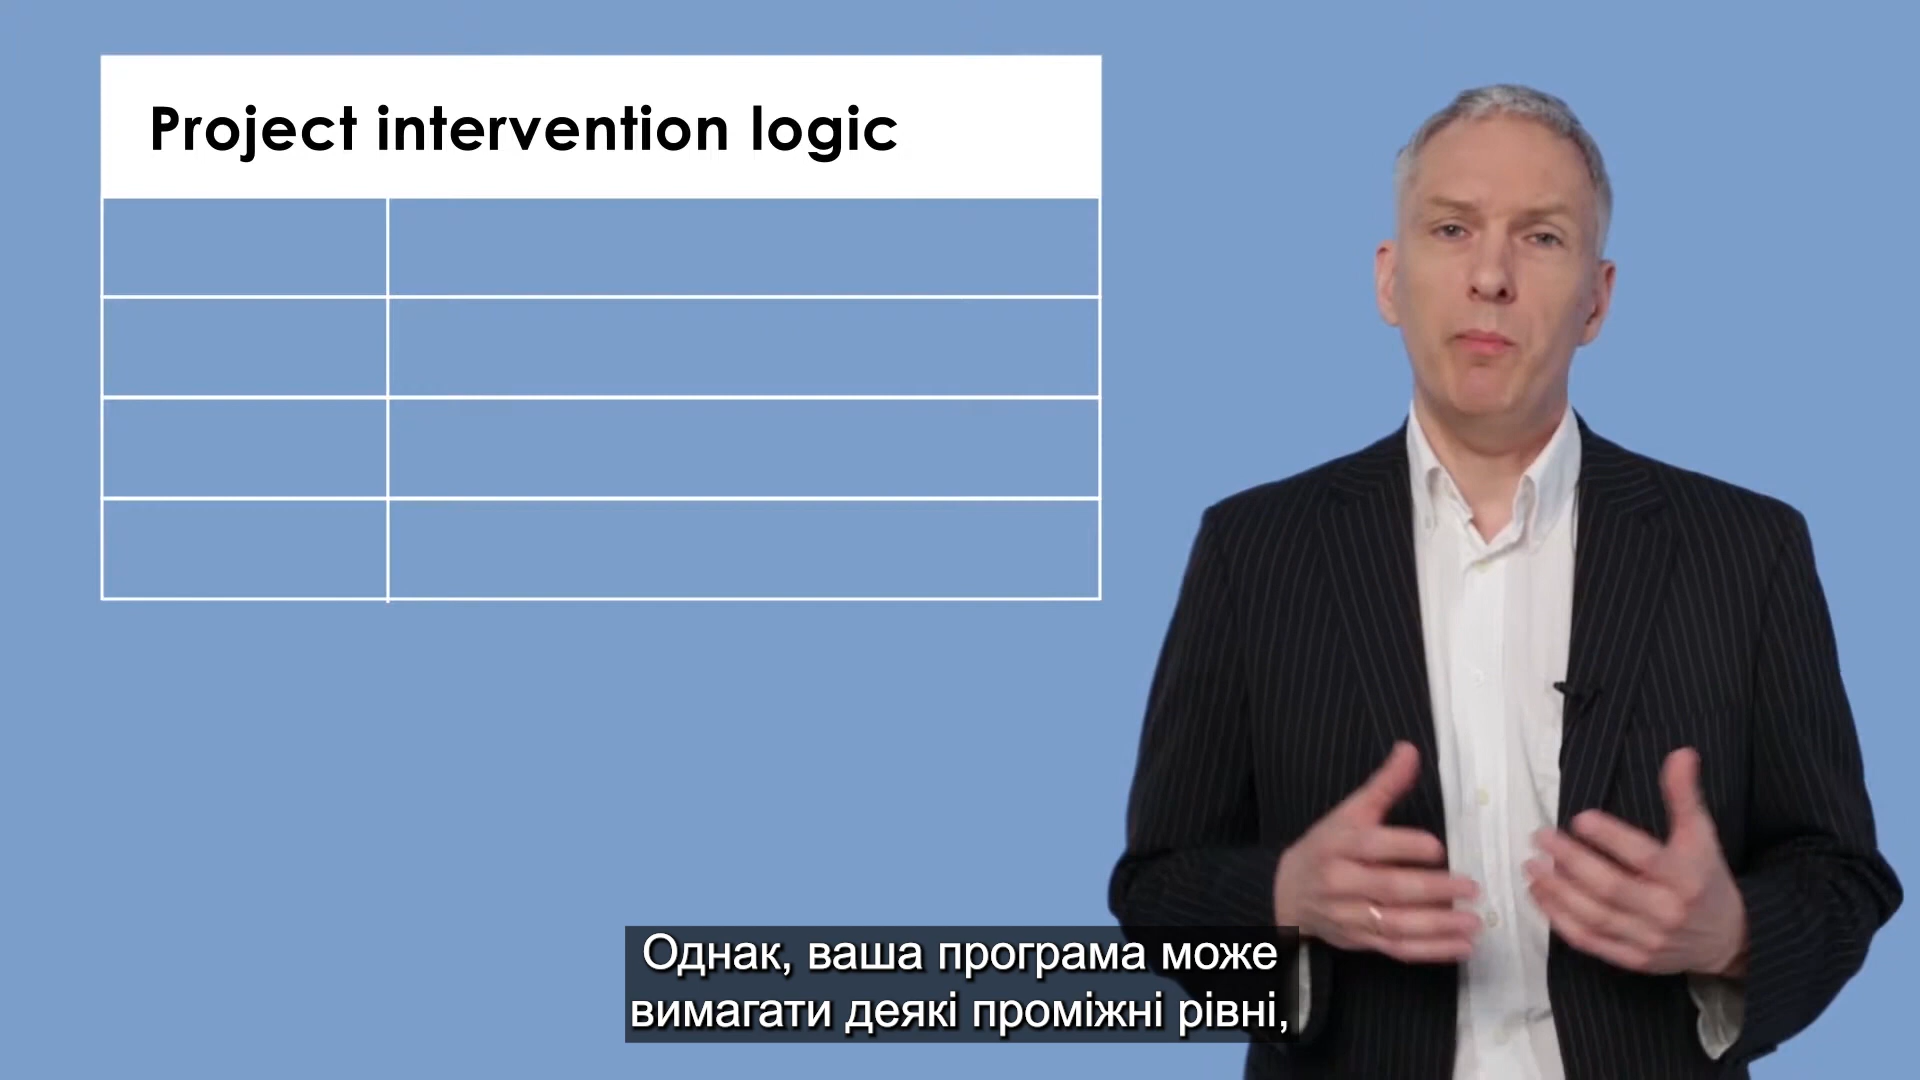 Project intervention logic
Однак, ваша програма може
вимагати деякі проміжні рівні,